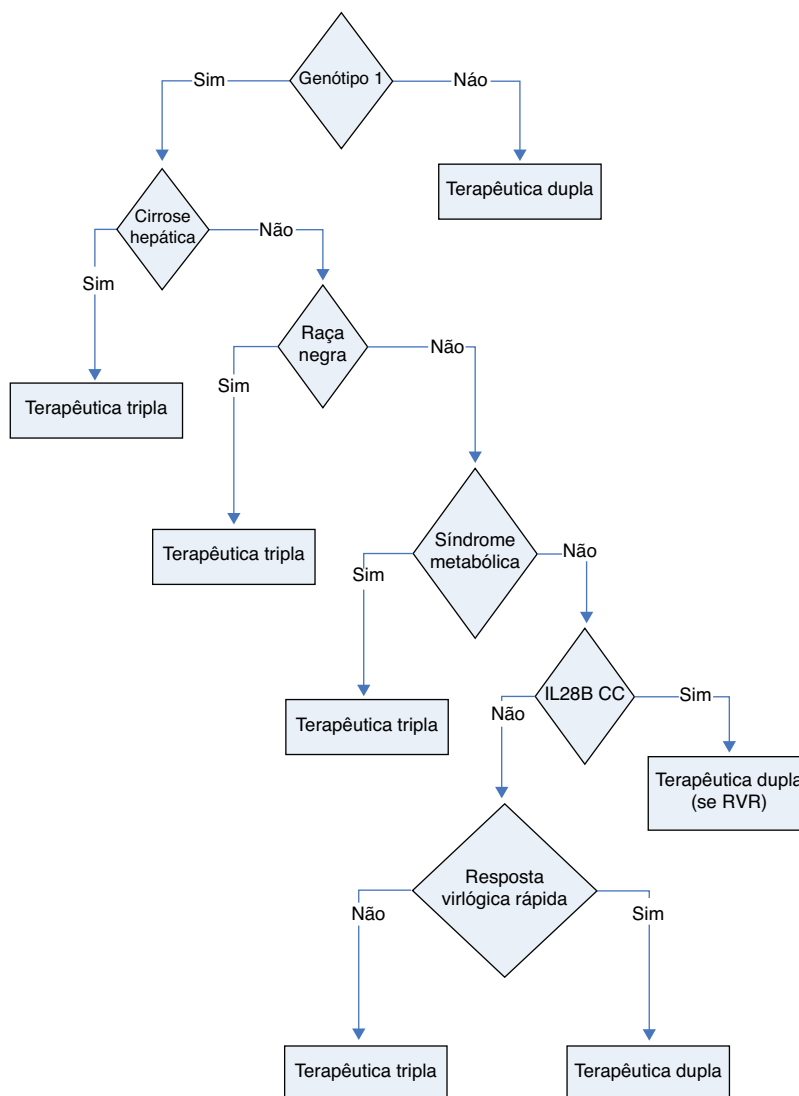 Genótipo 1
Sim
Náo
Terapêutica dupla
Cirrose
hepática
Não
Sim
Raça
negra
Não
Sim
Terapêutica tripla
Síndrome
metabólica
Terapêutica tripla
Não
Sim
IL28B CC
Sim
Não
Terapêutica tripla
Terapêutica dupla
(se RVR)
Resposta
virlógica rápida
Não
Sim
Terapêutica tripla
Terapêutica dupla